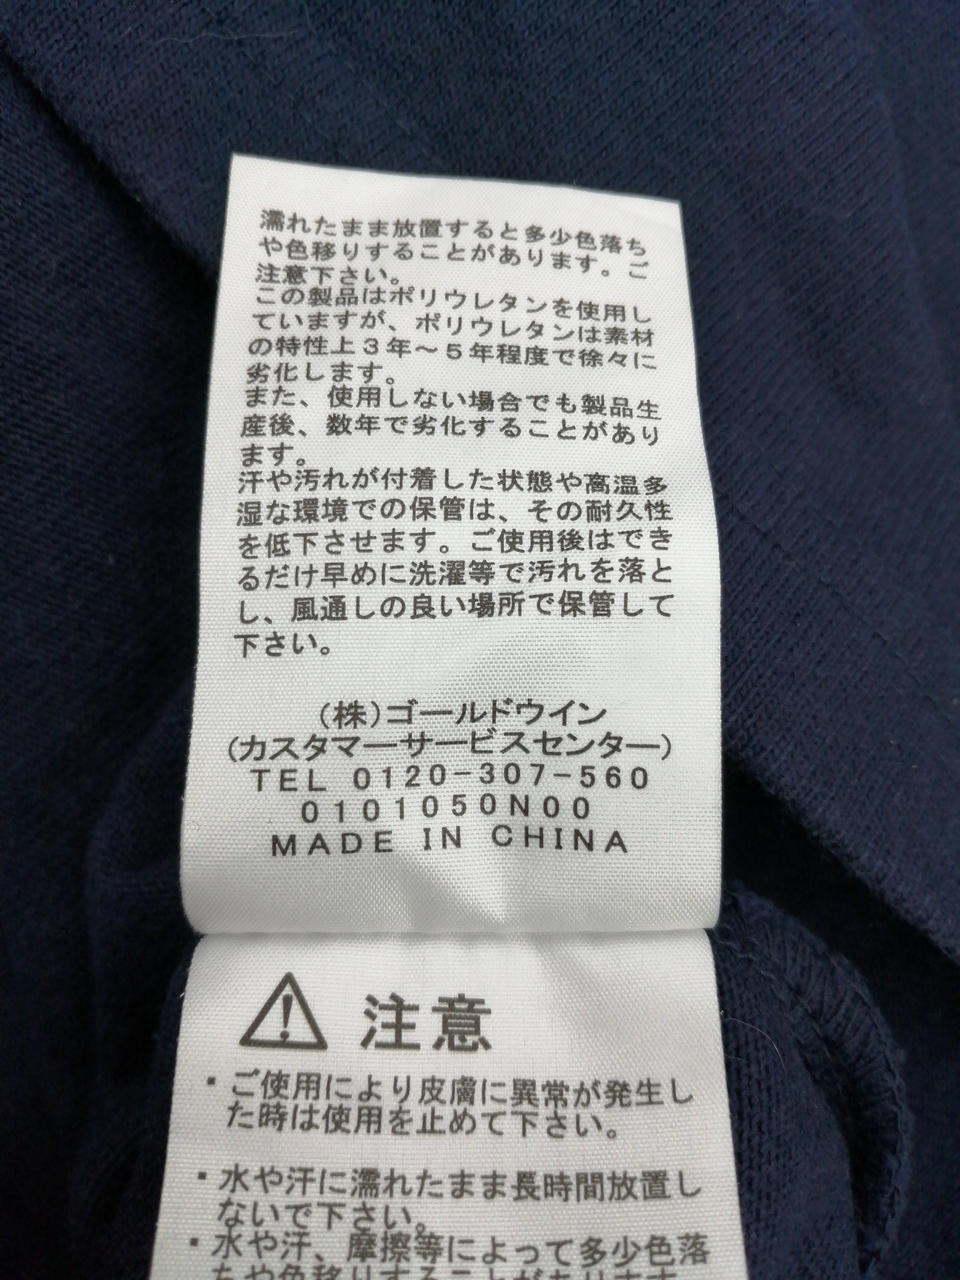 濡れたまま放置すると多少色落ち
や色移りすることがあります。ご
注意下さい。
この製品はポリウレタンを使用し
ていますが、ポリウレタンは素材
の特性上3年～5年程度で徐々に
劣化します。
また、使用しない場合でも製品生
産後、数年で劣化することがあり
ます。
汗や汚れが付着した状態や高温多
湿な環境での保管は、その耐久性
を低下させます。ご使用後はでき
るだけ早めに洗濯等で汚れを落と
し、風通しの良い場所で保管して
下さい。
(株)ゴールドウイン
(カスタマーサービスセンター)
TEL 0120-307-560
0101050N00
MADE IN CHINA
注意
・ご使用により皮膚に異常が発生し
た時は使用を止めて下さい。
・水や汗に濡れたまま長時間放置し
ないで下さい。
・水や汗、摩擦等によって多少色落
ちや色移りすることがあります。